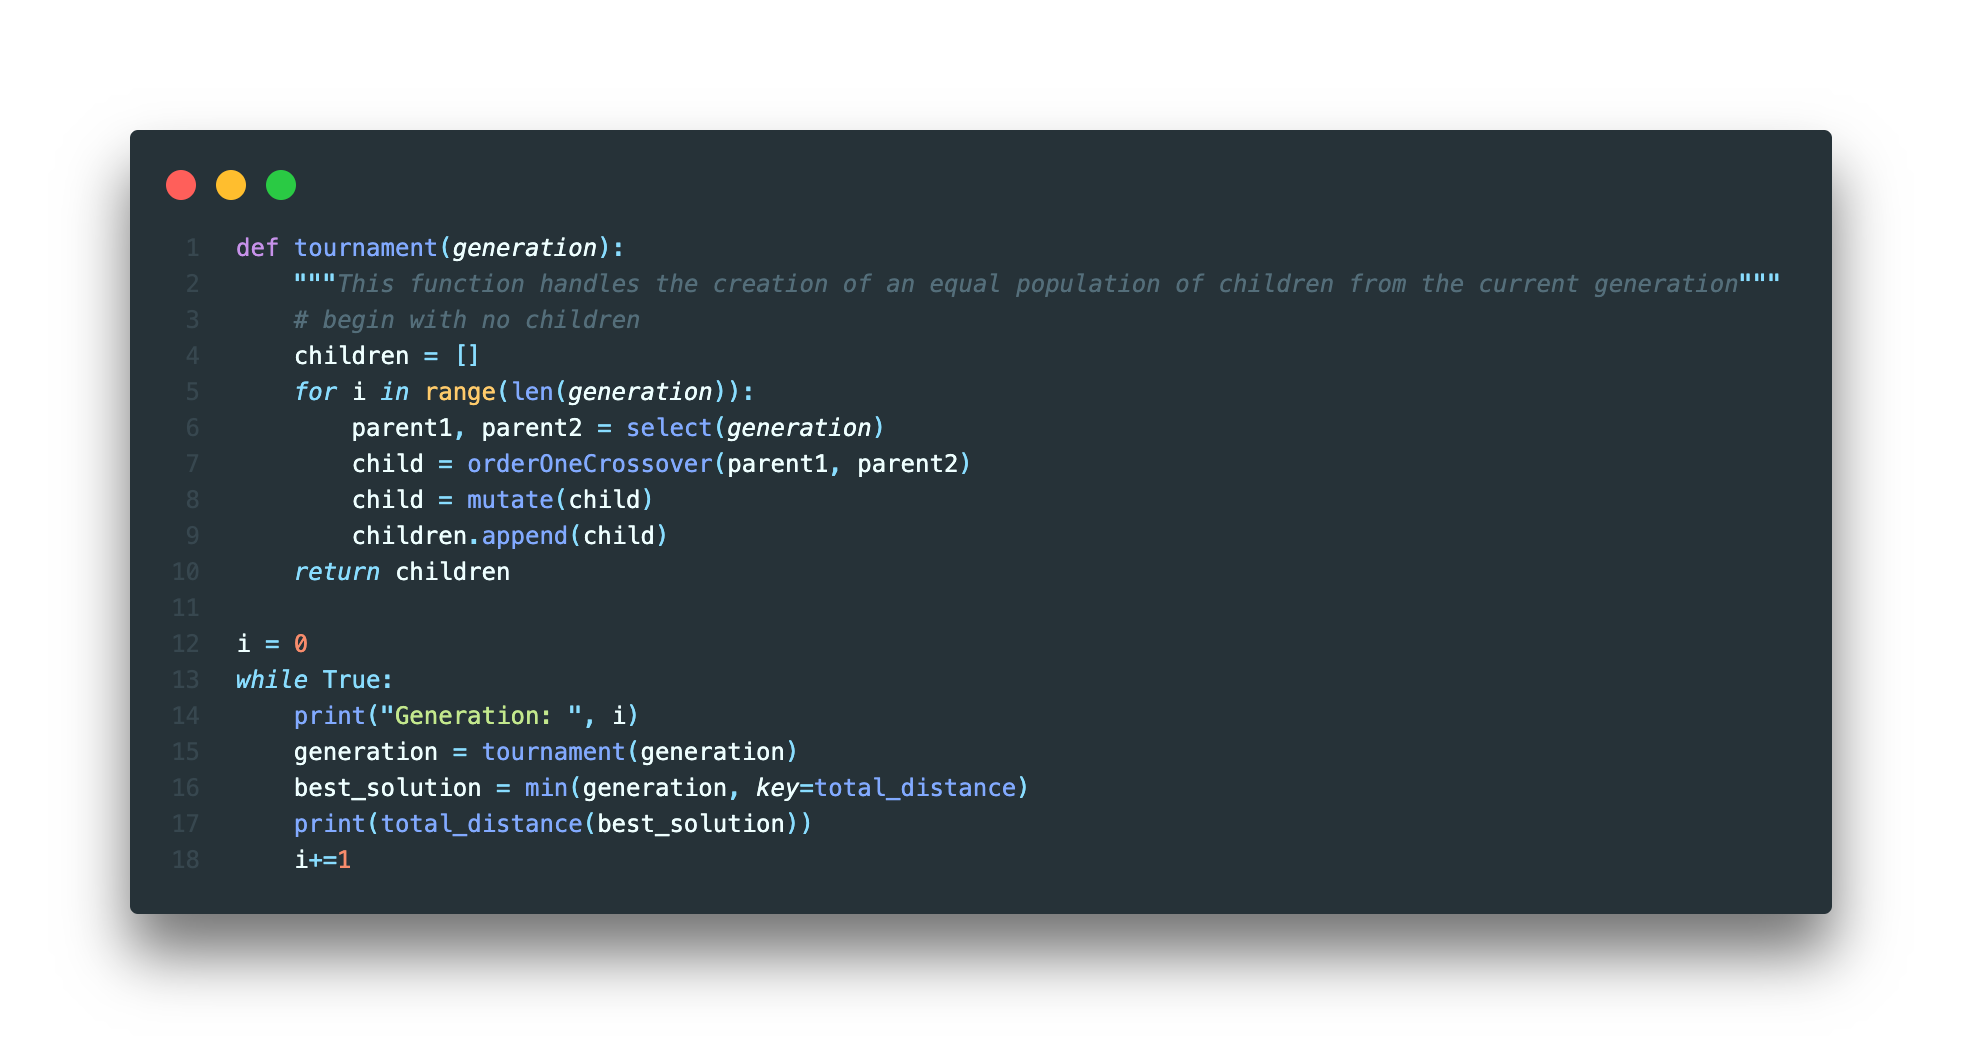 1 def tournament(generation):
2     """This function handles the creation of an equal population of children from the current generation"""
3     # begin with no children
4     children = []
5     for i in range(len(generation)):
6         parent1, parent2 = select(generation)
7         child = orderOneCrossover(parent1, parent2)
8         child = mutate(child)
9         children.append(child)
10     return children
11
12 i = 0
13 while True:
14     print("Generation: ", i)
15     generation = tournament(generation)
16     best_solution = min(generation, key=total_distance)
17     print(total_distance(best_solution))
18     i+=1